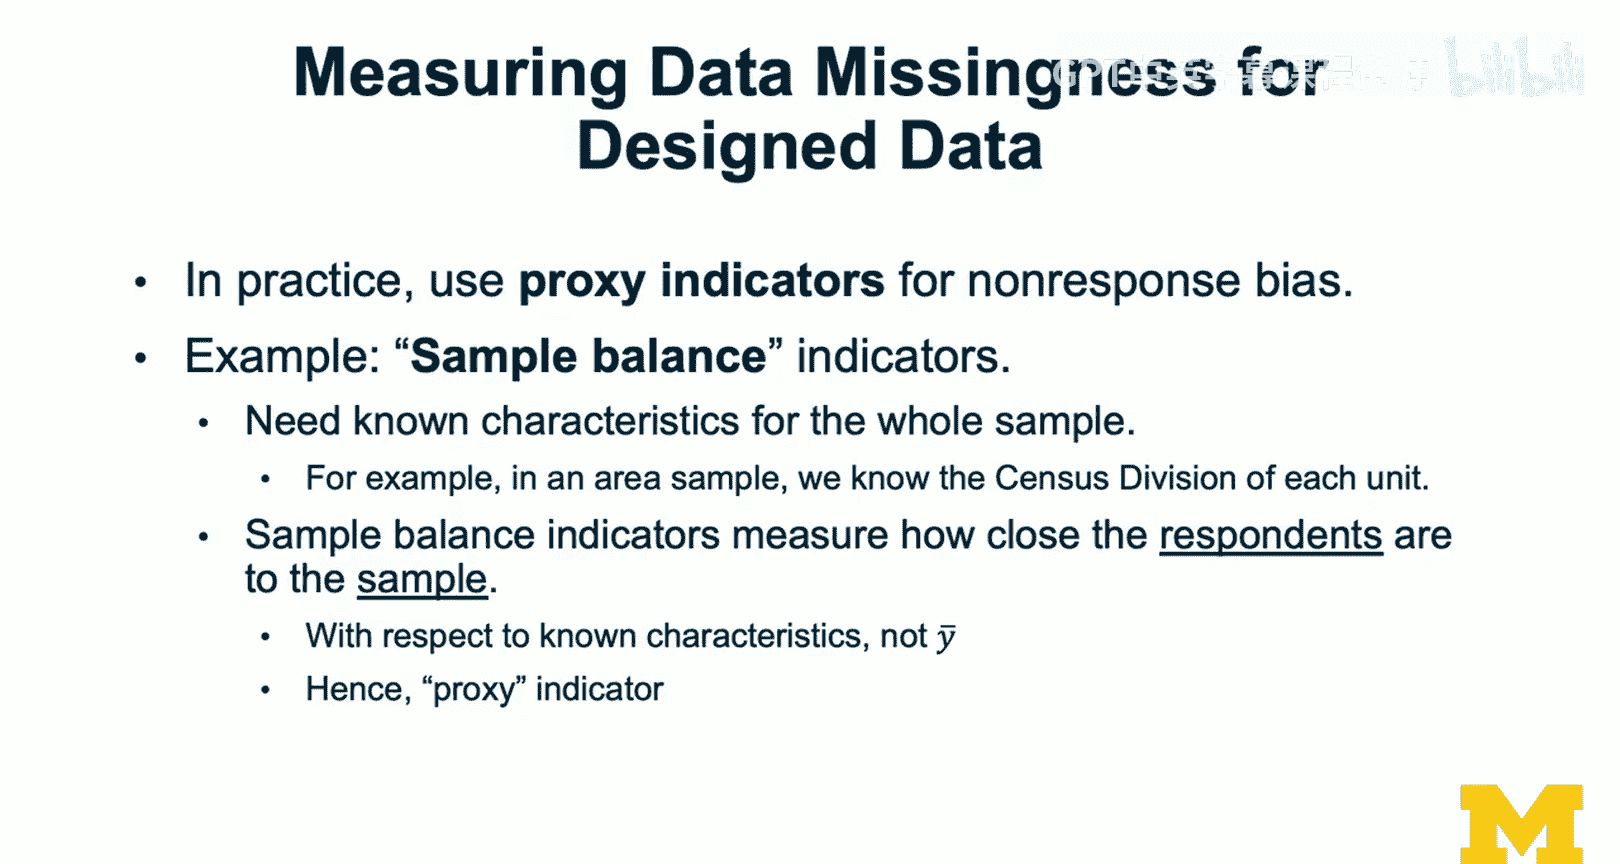 Measuring Data Missingness for
Designed Data
bilibili
• In practice, use proxy indicators for nonresponse bias.
• Example: “Sample balance” indicators.
• Need known characteristics for the whole sample.
• For example, in an area sample, we know the Census Division of each unit.
• Sample balance indicators measure how close the respondents are
to the sample.
• With respect to known characteristics, not ȳ
• Hence, “proxy” indicator
M